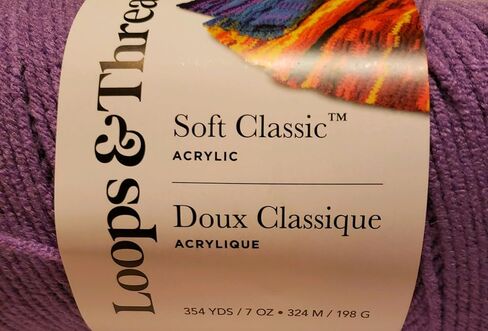 Loops & Threa
Soft Classic™
ACRYLIC
Doux Classique
ACRYLIQUE
354 YDS / 7 OZ • 324 M / 198 G